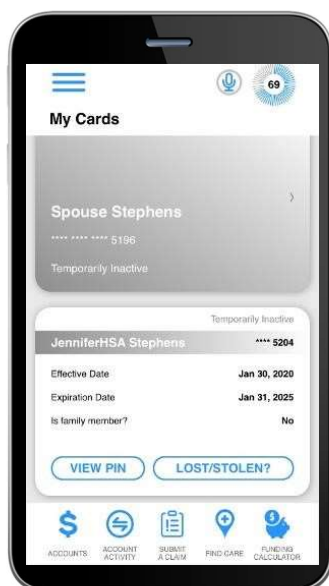 69
My Cards
Spouse Stephens
**** **** **** 5196
Temporarily Inactive
Temporarily Inactive
JenniferHSA Stephens **** 5204
Effective Date Jan 30, 2020
Expiration Date Jan 31, 2025
Is family member? No
VIEW PIN LOST/STOLEN?
ACCOUNTS ACCOUNT ACTIVITY SUBMIT A CLAIM FIND CARE FUNDING CALCULATOR